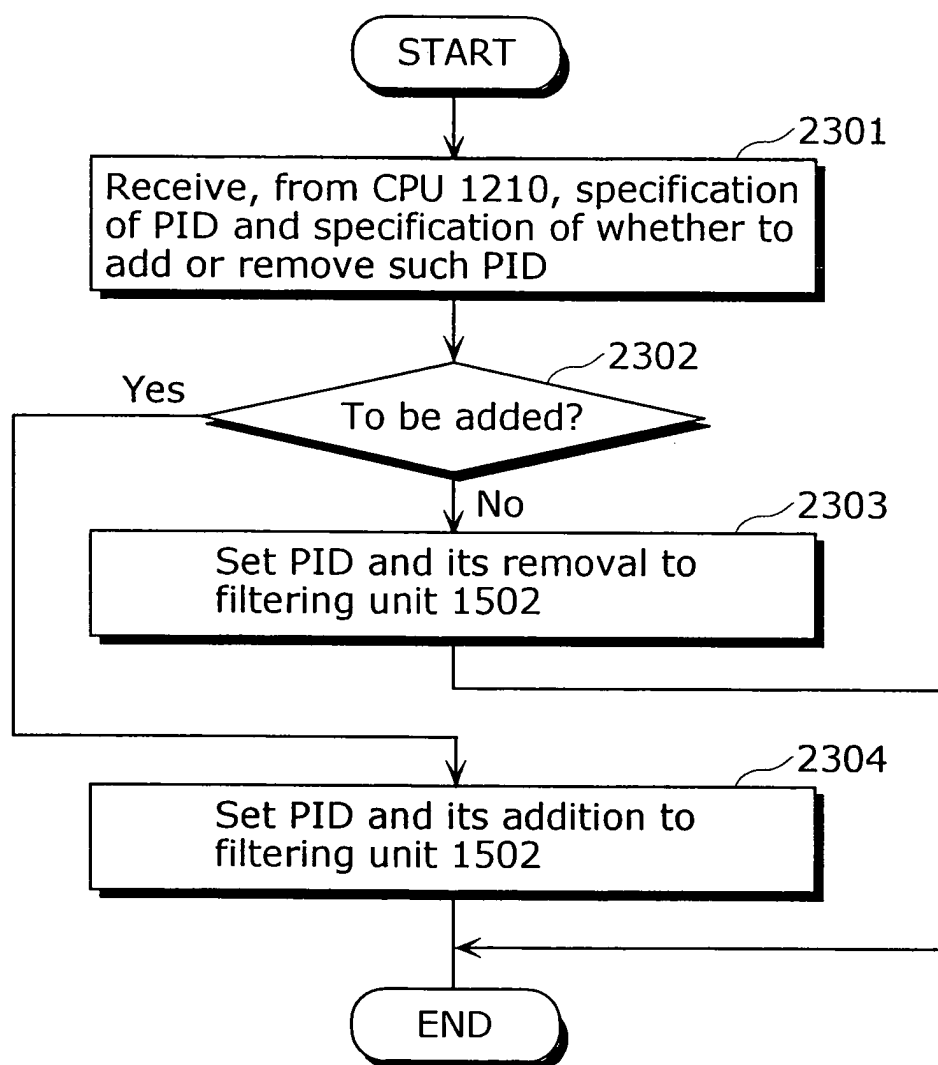 START
2301
Receive, from CPU 1210, specification
of PID and specification of whether to
add or remove such PID
2302
Yes
To be added?
No
2303
Set PID and its removal to
filtering unit 1502
2304
Set PID and its addition to
filtering unit 1502
END